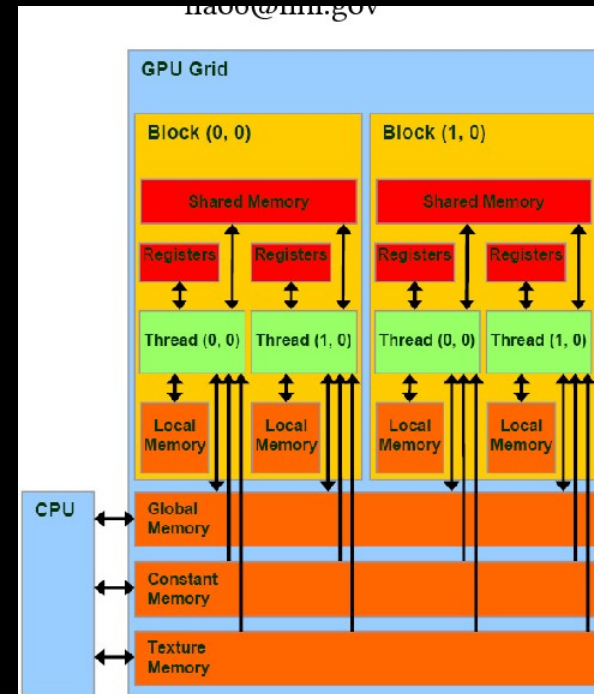 GPU Grid
Block (0, 0)
Block (1, 0)
Shared Memory
Shared Memory
Registers
Registers
Registers
Registers
Thread (0, 0)
Thread (1, 0)
Thread (0, 0)
Thread (1, 0)
Local
Memory
Local
Memory
Local
Memory
Local
Memory
CPU
Global
Memory
Constant
Memory
Texture
Memory